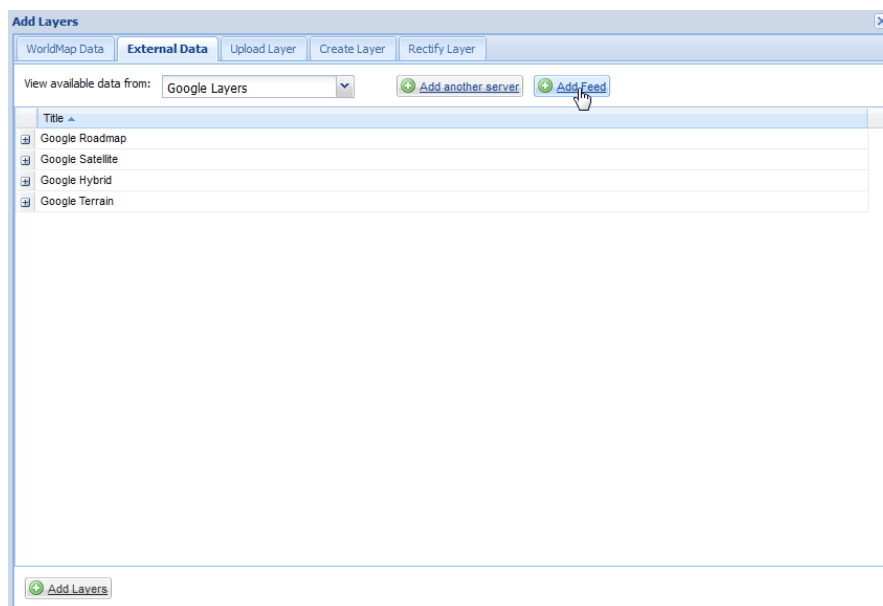 Add Layers
WorldMap Data External Data Upload Layer Create Layer Rectify Layer
View available data from: Google Layers Add another server Add Feed
Title
Google Roadmap
Google Satellite
Google Hybrid
Google Terrain
Add Layers